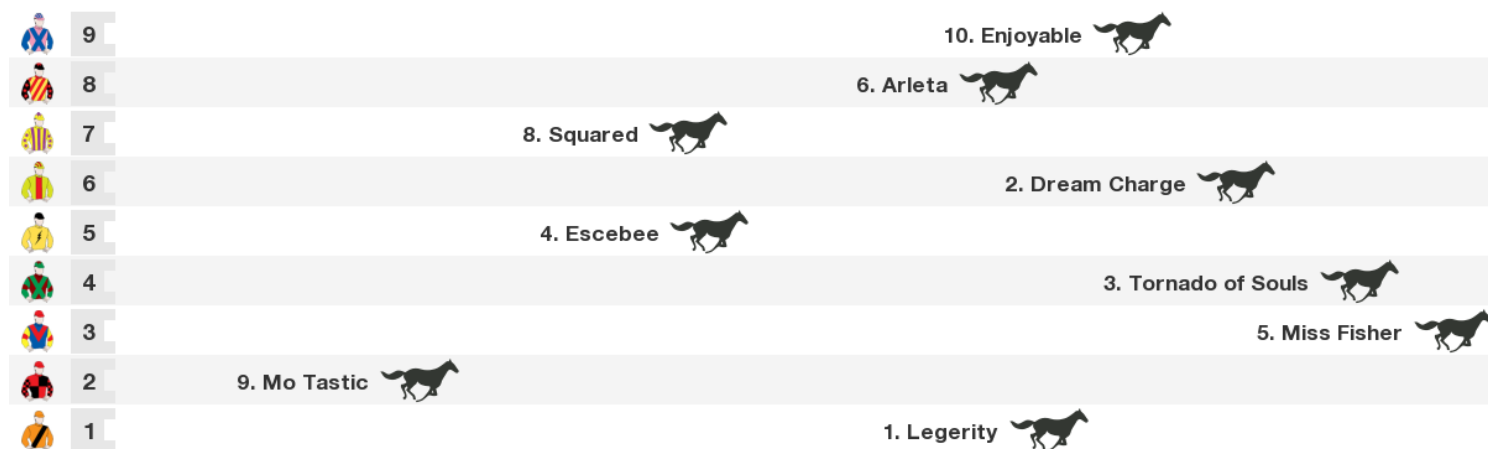 9 10. Enjoyable
8 6. Arleta
7 8. Squared
6 2. Dream Charge
5 4. Escebee
4 3. Tornado of Souls
3 5. Miss Fisher
2 9. Mo Tastic
1 1. Legerity